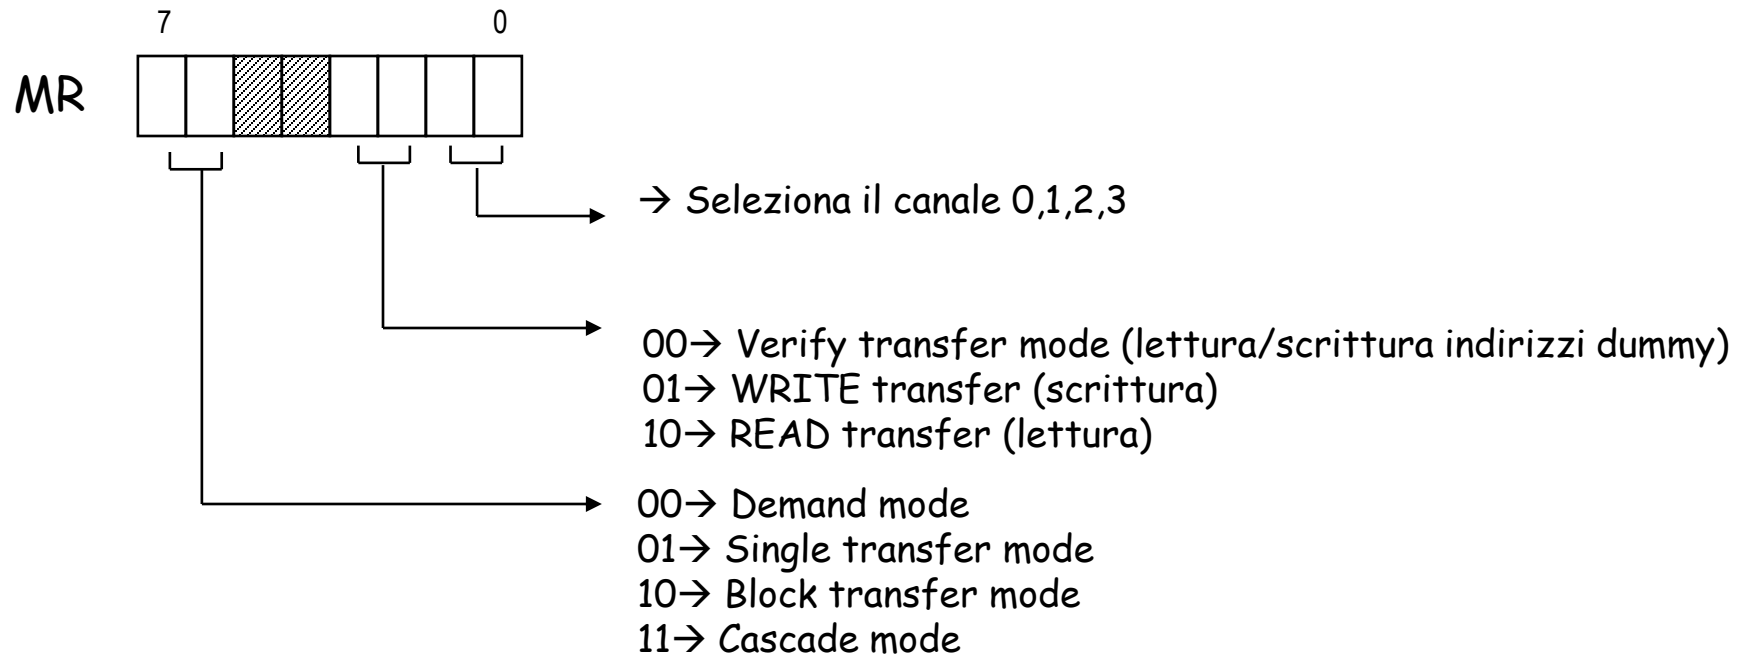 7 0
MR
→ Seleziona il canale 0,1,2,3
00→ Verify transfer mode (lettura/scrittura indirizzi dummy)
01→ WRITE transfer (scrittura)
10→ READ transfer (lettura)
00→ Demand mode
01→ Single transfer mode
10→ Block transfer mode
11→ Cascade mode